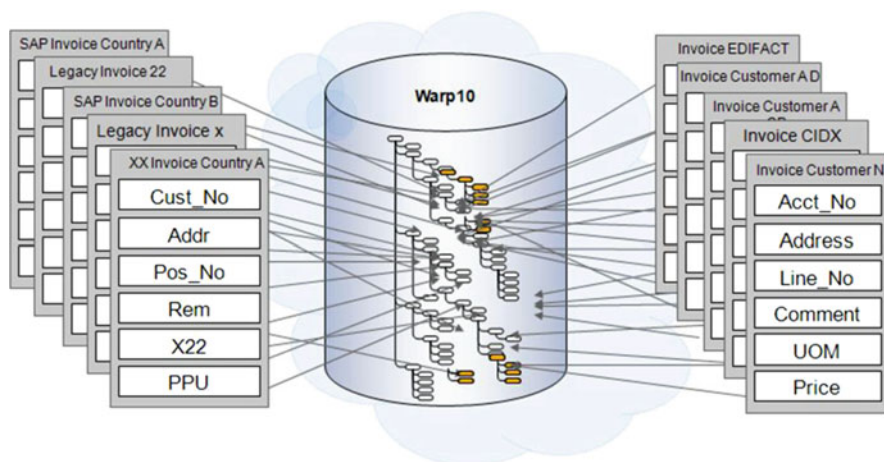 SAP Invoice Country A
Legacy Invoice 22
SAP Invoice Country B
Legacy Invoice x
XX Invoice Country A
Cust_No
Addr
Pos_No
Rem
X22
PPU
Warp10
Invoice EDIFACT
Invoice Customer A D
Invoice Customer A
Invoice CIDX
Invoice Customer N
Acct_No
Address
Line_No
Comment
UOM
Price